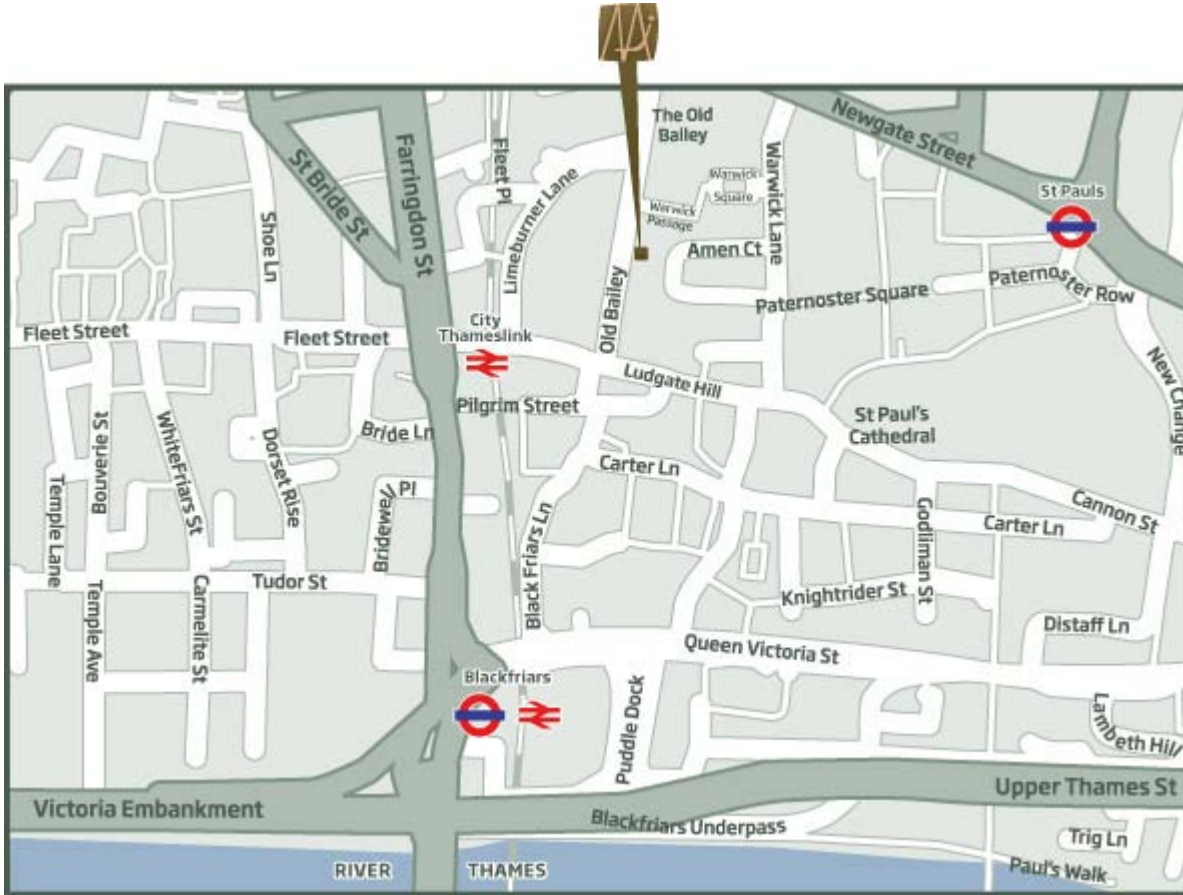 The Old
Bailey
Newgate Street
St Bride St
Farringdon St
Fleet Pl
Limeburner Lane
Warwick
Square
Warwick
Passage
Warwick Lane
St Pauls
Shoe Ln
Amen Ct
Paternoster Square
Paternoster Row
Old Bailey
Fleet Street
Fleet Street
City
Thameslink
Ludgate Hill
New Change
Pilgrim Street
St Paul's
Cathedral
Bride Ln
WhiteFriars St
Bouverie St
Dorset Rise
Temple Lane
Carter Ln
Cannon St
Bridewell Pl
Black Friars Ln
Godliman St
Carter Ln
Tudor St
Temple Ave
Carmelite St
Knightrider St
Distaff Ln
Queen Victoria St
Blackfriars
Puddle Dock
Lambeth Hill
Upper Thames St
Victoria Embankment
Blackfriars Underpass
Trig Ln
Paul's Walk
RIVER THAMES